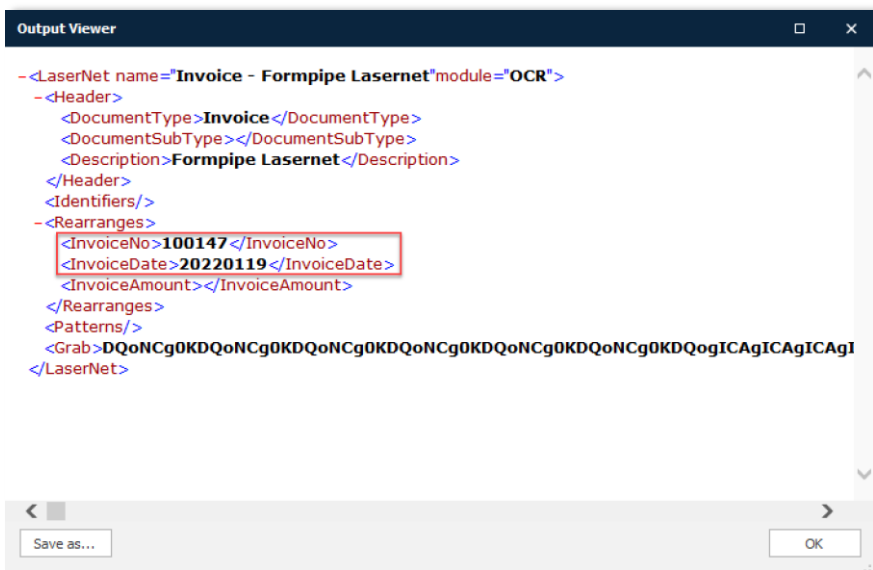 Output Viewer
-<LaserNet name="Invoice - Formpipe Lasernet"module="OCR">
-<Header>
<DocumentType>Invoice</DocumentType>
<DocumentSubType></DocumentSubType>
<Description>Formpipe Lasernet</Description>
</Header>
<Identifiers/>
-<Rearranges>
<InvoiceNo>100147</InvoiceNo>
<InvoiceDate>20220119</InvoiceDate>
<InvoiceAmount></InvoiceAmount>
</Rearranges>
<Patterns/>
<Grab>DQoNCg0KDQoNCg0KDQoNCg0KDQoNCg0KDQoNCg0KDQoNCg0KDQogICAgICAgICAgI
</LaserNet>
Save as...
OK